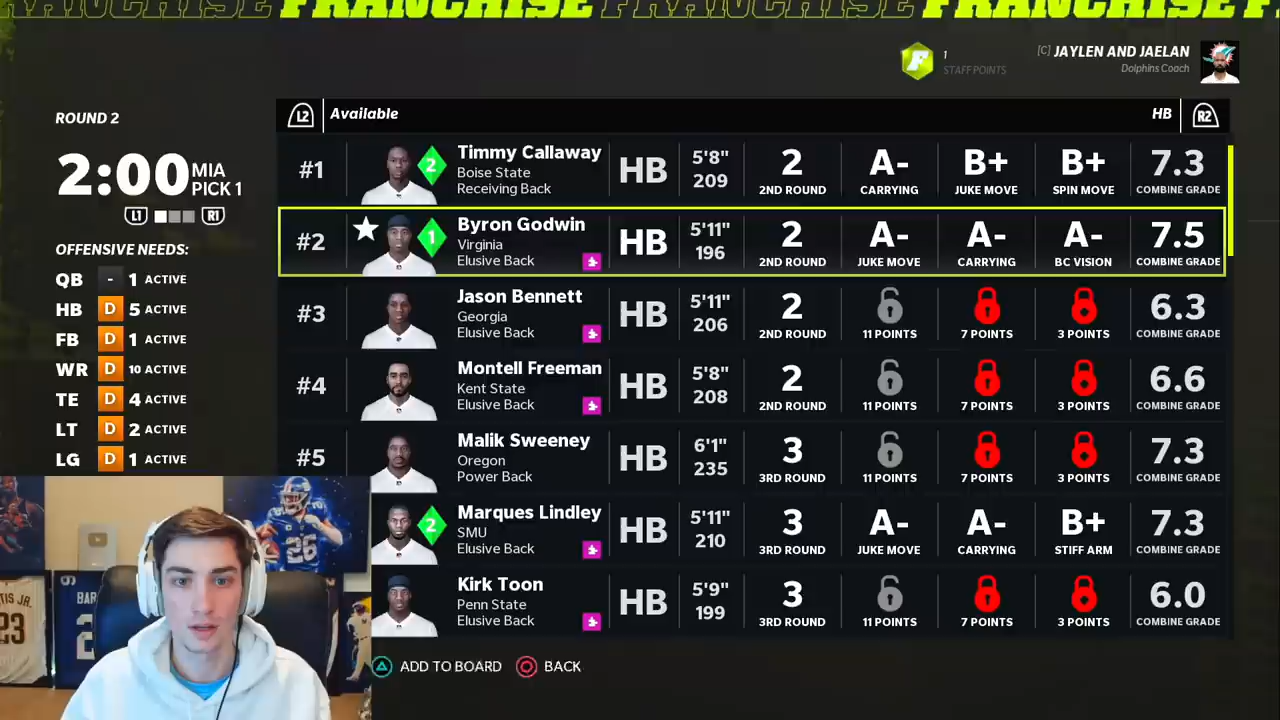 FRANCHISE FRANCHISE FRANCHISE FRANCHISE F
F
1
STAFF POINTS
[C] JAYLEN AND JAELAN
Dolphins Coach
ROUND 2
2:00 MIA
PICK 1
L1 R1
OFFENSIVE NEEDS:
QB - 1 ACTIVE
HB D 5 ACTIVE
FB D 1 ACTIVE
WR D 10 ACTIVE
TE D 4 ACTIVE
LT D 2 ACTIVE
LG D 1 ACTIVE
L2 Available HB R2
#1 2 Timmy Callaway
Boise State
Receiving Back
HB 5'8" 209
2 2ND ROUND
A- CARRYING
B+ JUKE MOVE
B+ SPIN MOVE
7.3 COMBINE GRADE
#2 1 Byron Godwin
Virginia
Elusive Back
HB 5'11" 196
2 2ND ROUND
A- JUKE MOVE
A- CARRYING
A- BC VISION
7.5 COMBINE GRADE
#3 Jason Bennett
Georgia
Elusive Back
HB 5'11" 206
2 2ND ROUND
11 POINTS
7 POINTS
3 POINTS
6.3 COMBINE GRADE
#4 Montell Freeman
Kent State
Elusive Back
HB 5'8" 208
2 2ND ROUND
11 POINTS
7 POINTS
3 POINTS
6.6 COMBINE GRADE
#5 Malik Sweeney
Oregon
Power Back
HB 6'1" 235
3 3RD ROUND
11 POINTS
7 POINTS
3 POINTS
7.3 COMBINE GRADE
2 Marques Lindley
SMU
Elusive Back
HB 5'11" 210
3 3RD ROUND
A- JUKE MOVE
A- CARRYING
B+ STIFF ARM
7.3 COMBINE GRADE
Kirk Toon
Penn State
Elusive Back
HB 5'9" 199
3 3RD ROUND
11 POINTS
7 POINTS
3 POINTS
6.0 COMBINE GRADE
ADD TO BOARD BACK
26
TIS JR.
23
BAR